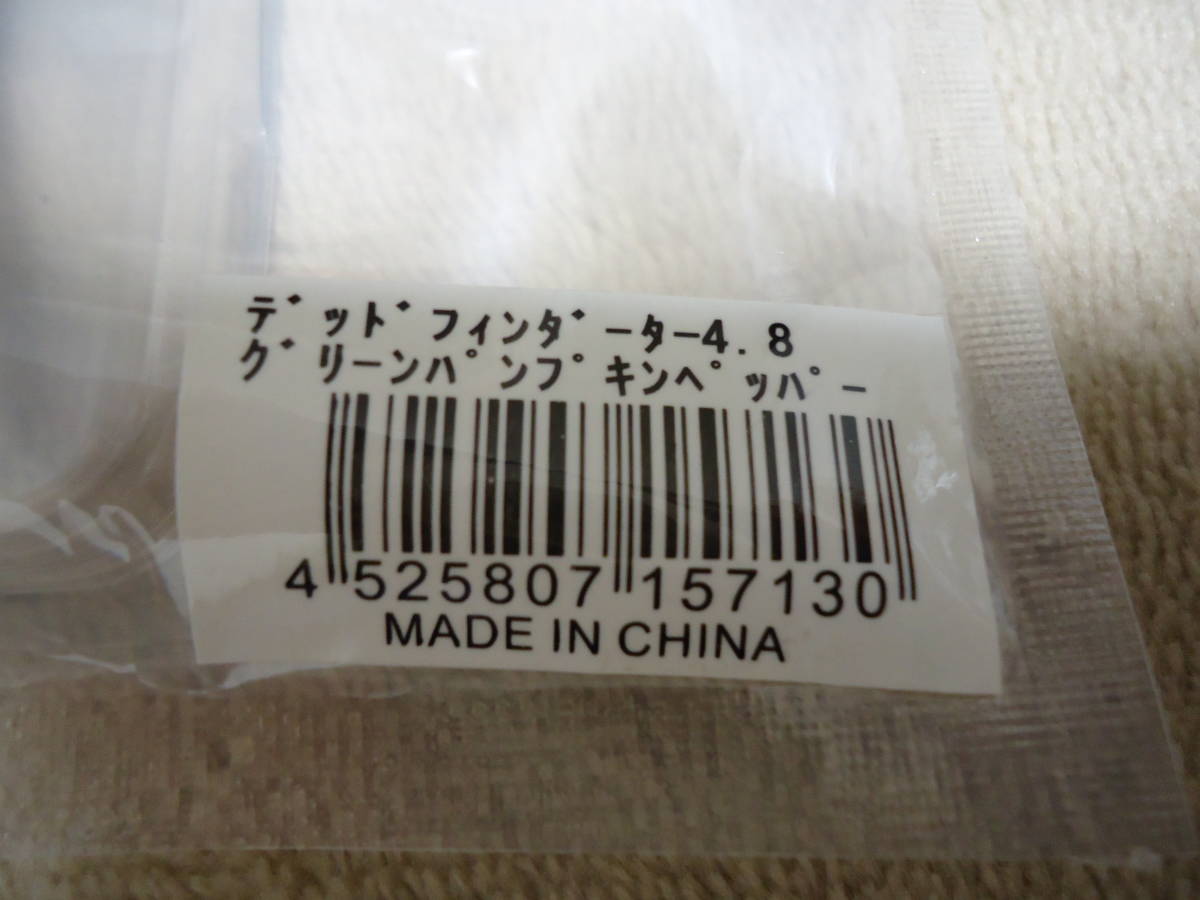 ﾃﾞｯﾄﾞﾌｨﾝﾀﾞｰﾀｰ4.8
ｸﾞﾘｰﾝﾊﾟﾝﾌﾟｷﾝﾍﾟｯﾊﾟｰ
4 525807 157130
MADE IN CHINA